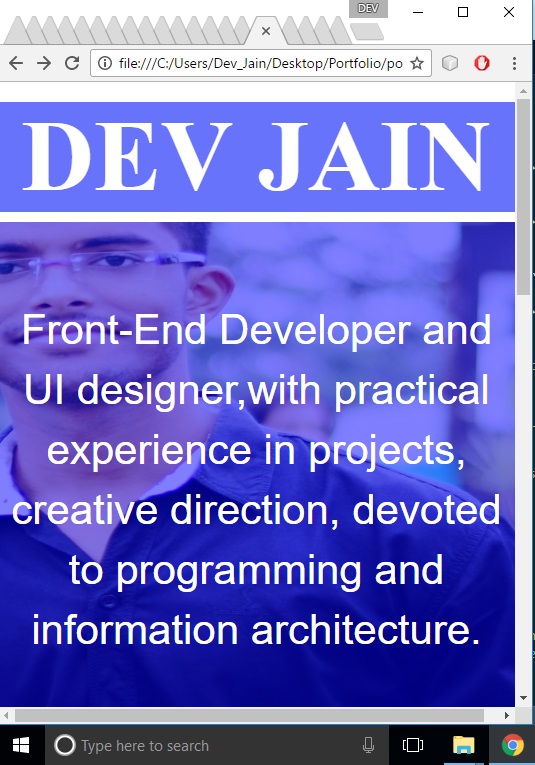 DEV
file:///C:/Users/Dev_Jain/Desktop/Portfolio/po
DEV JAIN
Front-End Developer and
UI designer,with practical
experience in projects,
creative direction, devoted
to programming and
information architecture.
Type here to search